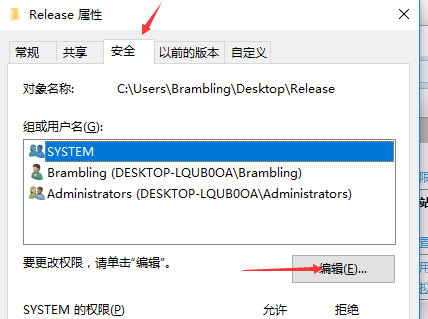 Release 属性
常规 共享 安全 以前的版本 自定义
对象名称: C:\Users\Brambling\Desktop\Release
组或用户名(G):
SYSTEM
Brambling (DESKTOP-LQUB0OA\Brambling)
Administrators (DESKTOP-LQUB0OA\Administrators)
要更改权限，请单击"编辑"。 编辑(E)...
SYSTEM 的权限(P) 允许 拒绝